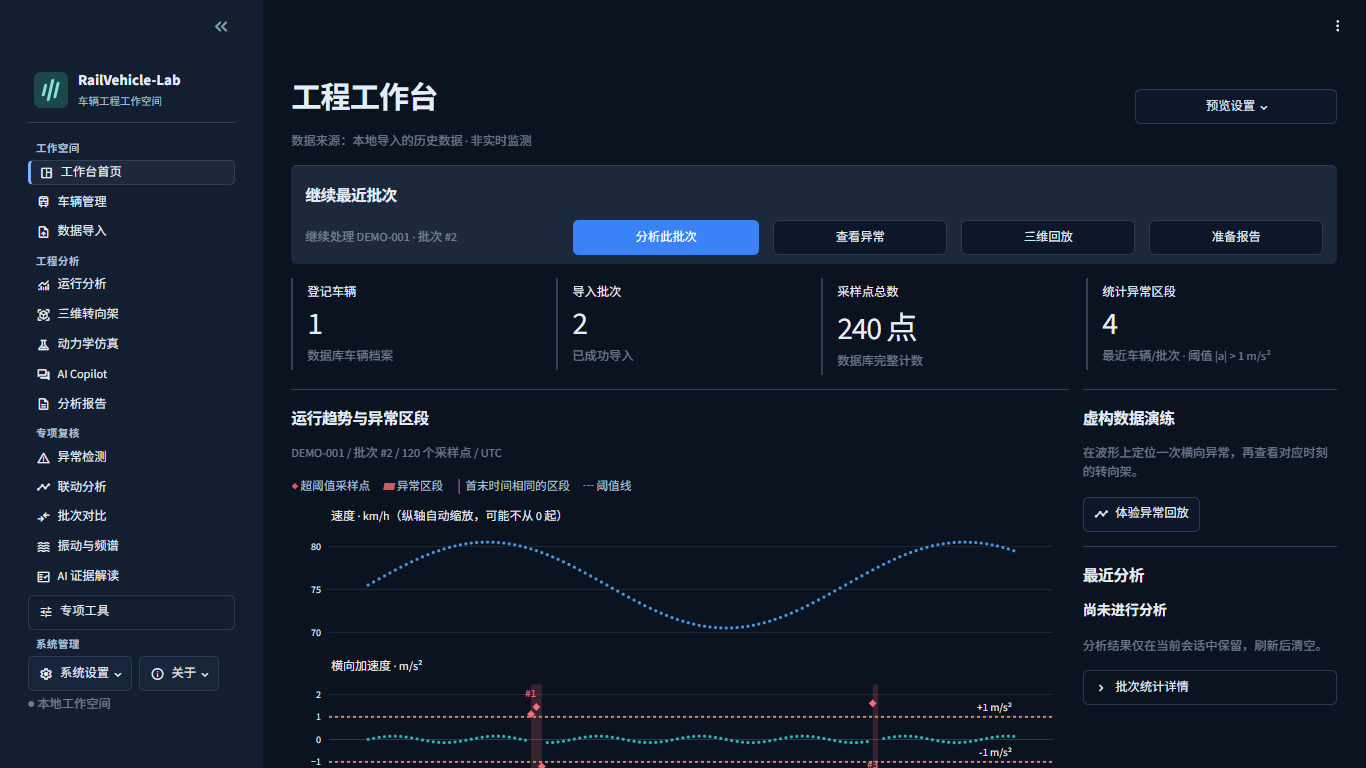 RailVehicle-Lab
车辆工程工作空间
工作空间
工作台首页
车辆管理
数据导入
工程分析
运行分析
三维转向架
动力学仿真
AI Copilot
分析报告
专项复核
异常检测
联动分析
批次对比
振动与频谱
AI 证据解读
专项工具
系统管理
系统设置
关于
本地工作空间
工程工作台
预览设置
数据来源：本地导入的历史数据 · 非实时监测
继续最近批次
继续处理 DEMO-001 · 批次 #2
分析此批次
查看异常
三维回放
准备报告
登记车辆
1
数据库车辆档案
导入批次
2
已成功导入
采样点总数
240 点
数据库完整计数
统计异常区段
4
最近车辆/批次 · 阈值 |a| > 1 m/s²
运行趋势与异常区段
DEMO-001 / 批次 #2 / 120 个采样点 / UTC
超阈值采样点 异常区段 首末时间相同的区段 阈值线
速度 · km/h（纵轴自动缩放，可能不从 0 起）
80
75
70
横向加速度 · m/s²
2
1
0
−1
#1
#3
+1 m/s²
-1 m/s²
虚构数据演练
在波形上定位一次横向异常，再查看对应时刻
的转向架。
体验异常回放
最近分析
尚未进行分析
分析结果仅在当前会话中保留，刷新后清空。
批次统计详情